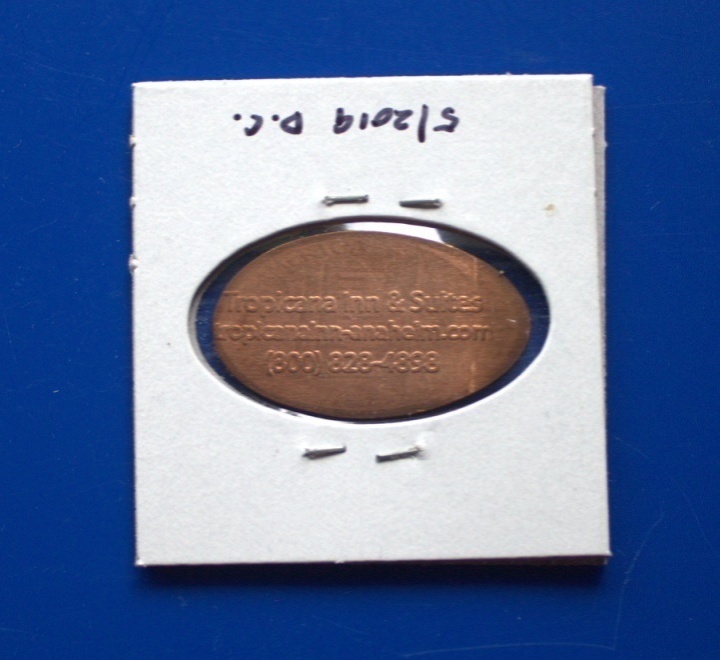 5/2019 D.C.
Tropicana Inn & Suites
tropicanainn-anaheim.com
(800) 828-4898